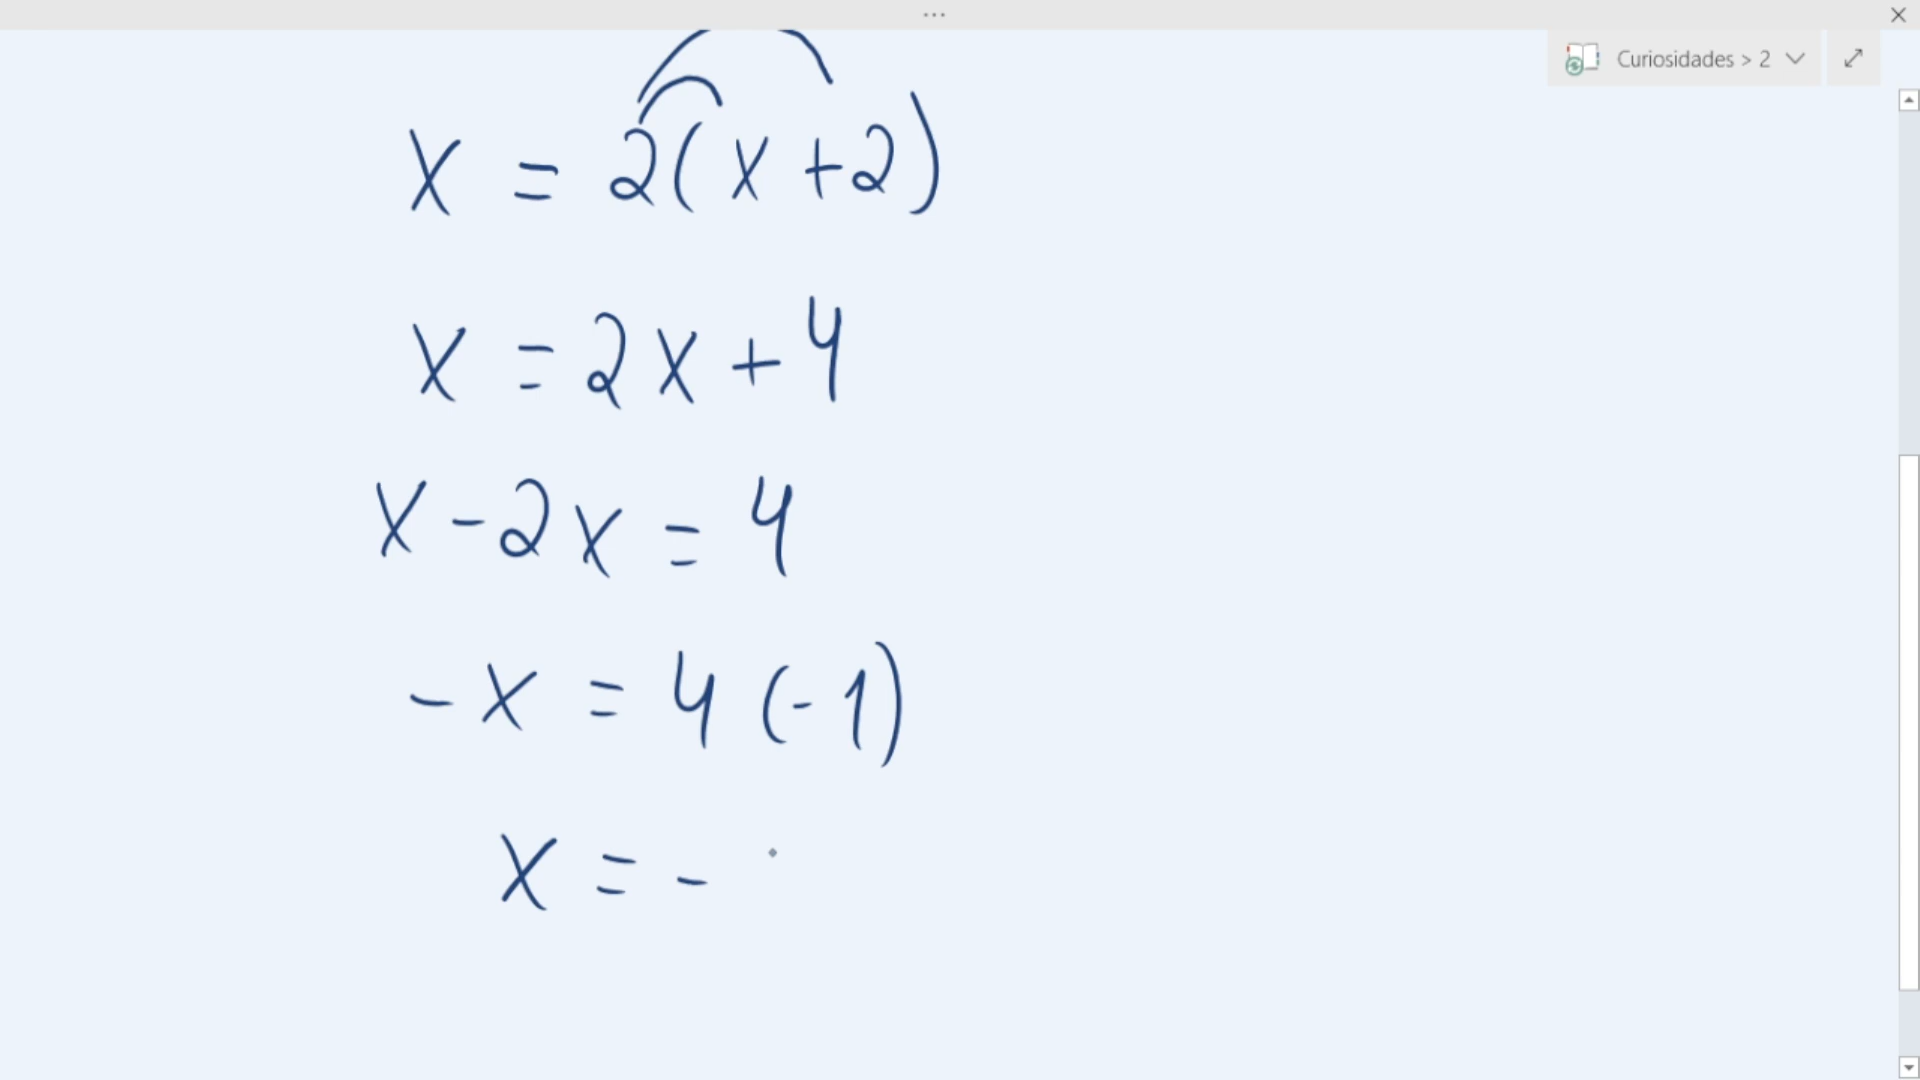 Curiosidades > 2
x = 2(x+2)
x = 2x + 4
x - 2x = 4
- x = 4 (-1)
x = -